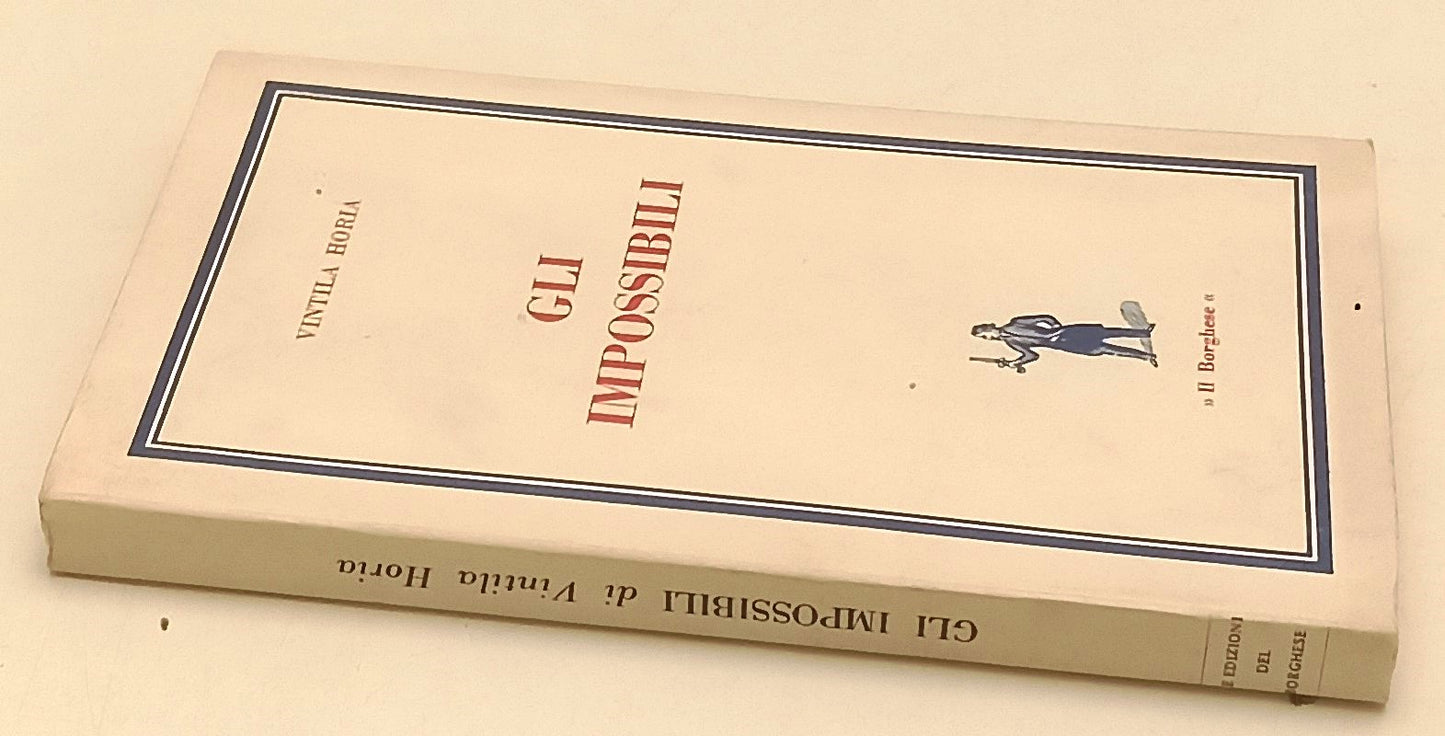 VINTILA HORIA
GLI
IMPOSSIBILI
» Il Borghese «
GLI IMPOSSIBILI di Vintila Horia
EDIZIONI
DEL
BORGHESE